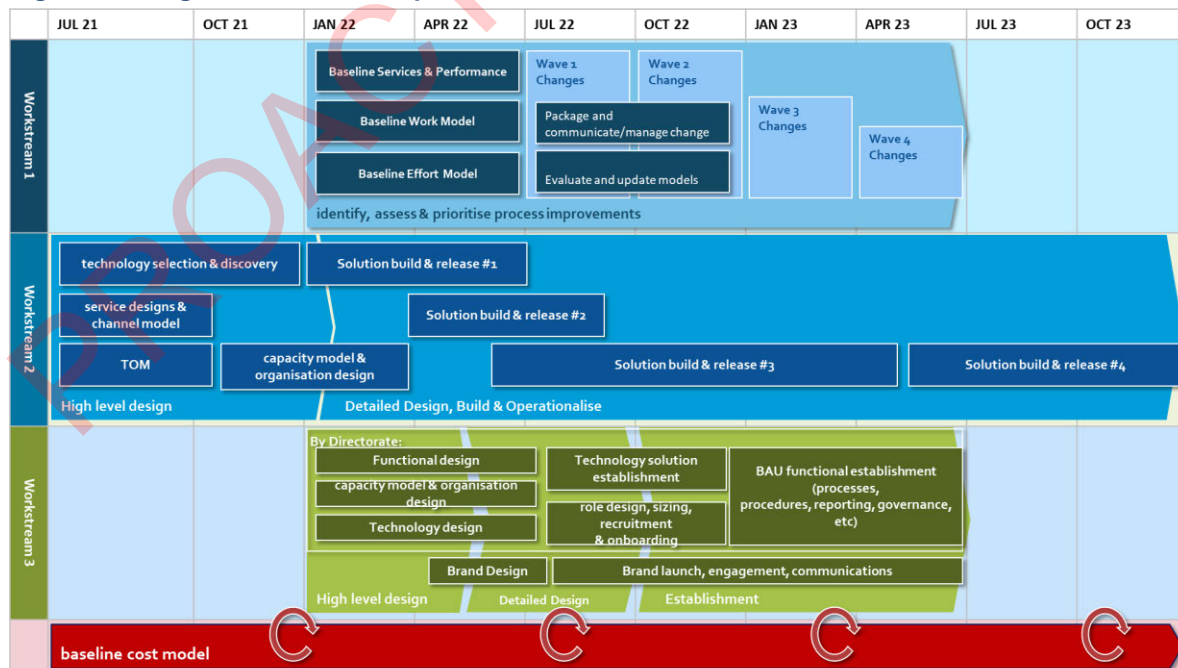 JUL 21 OCT 21 JAN 22 APR 22 JUL 22 OCT 22 JAN 23 APR 23 JUL 23 OCT 23
Workstream 1
Baseline Services & Performance
Baseline Work Model
Baseline Effort Model
Wave 1
Changes
Wave 2
Changes
Package and
communicate/manage change
Evaluate and update models
Wave 3
Changes
Wave 4
Changes
identify, assess & prioritise process improvements
Workstream 2
technology selection & discovery
Solution build & release #1
service designs &
channel model
Solution build & release #2
TOM
capacity model &
organisation design
Solution build & release #3
Solution build & release #4
High level design
Detailed Design, Build & Operationalise
Workstream 3
By Directorate:
Functional design
capacity model & organisation
design
Technology design
Technology solution
establishment
role design, sizing,
recruitment
& onboarding
BAU functional establishment
(processes,
procedures, reporting, governance,
etc)
Brand Design
Brand launch, engagement, communications
High level design
Detailed Design
Establishment
baseline cost model
PROACT